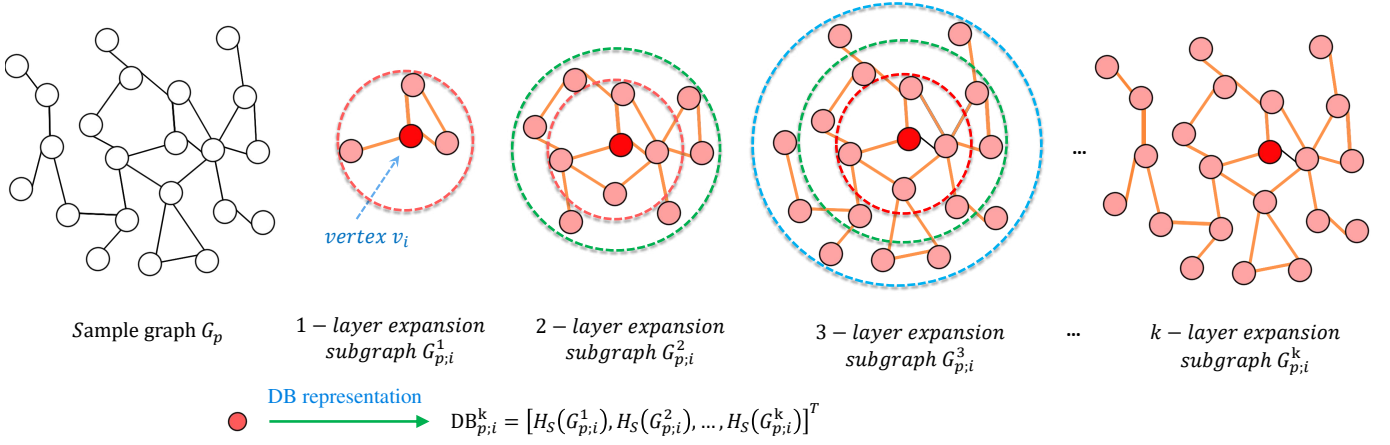 vertex v_i
...
Sample graph G_p
1 − layer expansion
subgraph G^1_{p;i}
2 − layer expansion
subgraph G^2_{p;i}
3 − layer expansion
subgraph G^3_{p;i}
...
k − layer expansion
subgraph G^k_{p;i}
DB representation
DB^k_{p;i} = [H_S(G^1_{p;i}), H_S(G^2_{p;i}), ..., H_S(G^k_{p;i})]^T